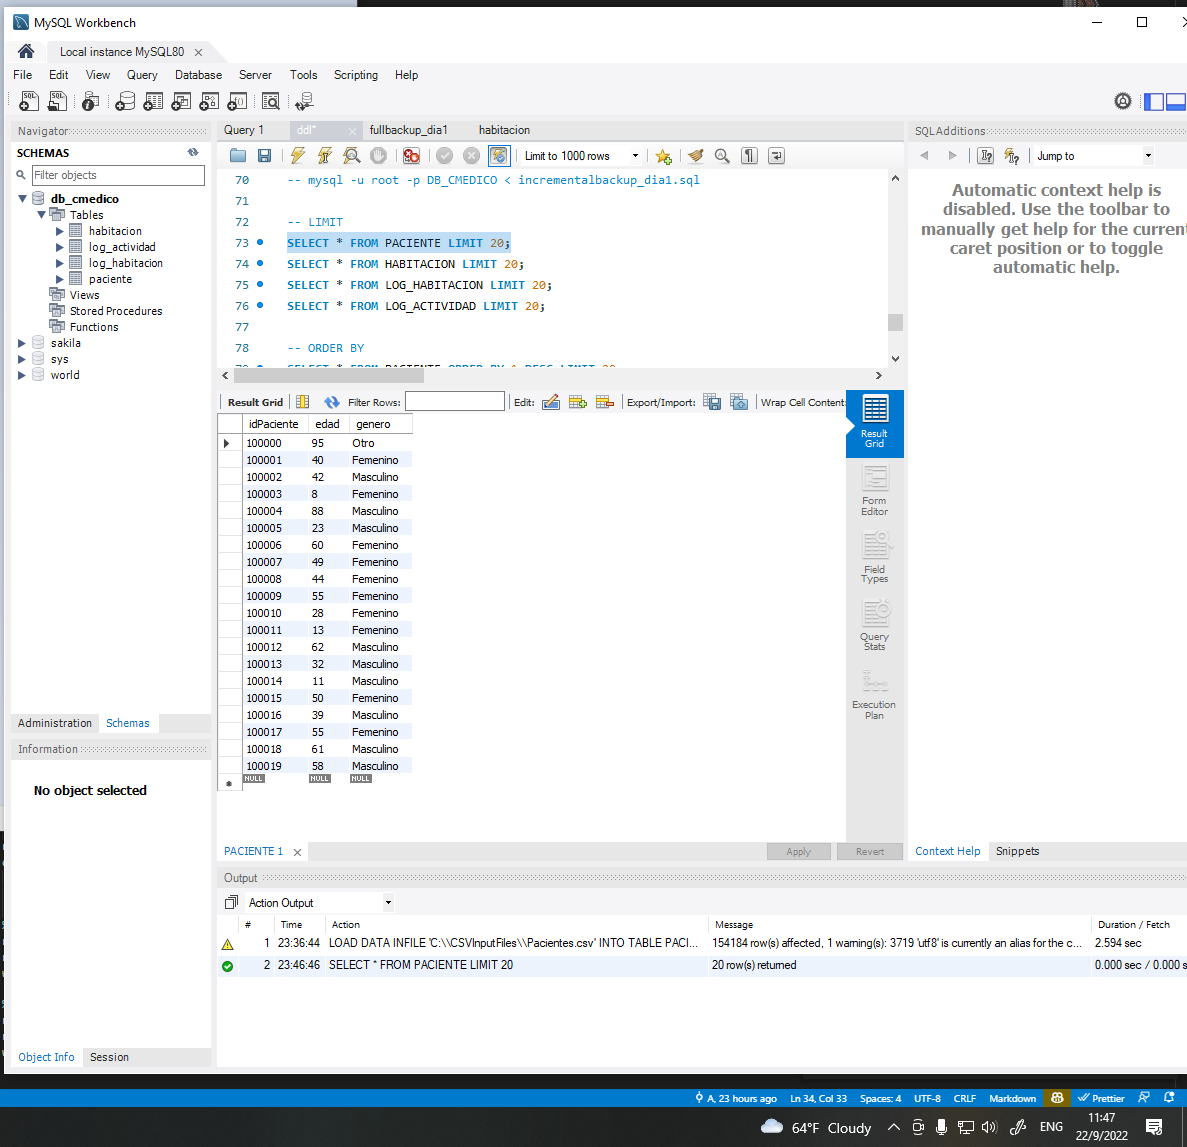 MySQL Workbench
Local instance MySQL80
File Edit View Query Database Server Tools Scripting Help
Navigator
SCHEMAS
Filter objects
db_cmedico
Tables
habitacion
log_actividad
log_habitacion
paciente
Views
Stored Procedures
Functions
sakila
sys
world
Administration Schemas
Information
No object selected
Object Info Session
Query 1 ddl* fullbackup_dia1 habitacion
Limit to 1000 rows
70 -- mysql -u root -p DB_CMEDICO < incrementalbackup_dia1.sql
71
72 -- LIMIT
73 SELECT * FROM PACIENTE LIMIT 20;
74 SELECT * FROM HABITACION LIMIT 20;
75 SELECT * FROM LOG_HABITACION LIMIT 20;
76 SELECT * FROM LOG_ACTIVIDAD LIMIT 20;
77
78 -- ORDER BY
Result Grid Filter Rows: Edit: Export/Import: Wrap Cell Content:
idPaciente edad genero
100000 95 Otro
100001 40 Femenino
100002 42 Masculino
100003 8 Femenino
100004 88 Masculino
100005 23 Masculino
100006 60 Femenino
100007 49 Femenino
100008 44 Femenino
100009 55 Femenino
100010 28 Femenino
100011 13 Femenino
100012 62 Masculino
100013 32 Masculino
100014 11 Masculino
100015 50 Femenino
100016 39 Masculino
100017 55 Femenino
100018 61 Masculino
100019 58 Masculino
NULL NULL NULL
Result
Grid
Form
Editor
Field
Types
Query
Stats
Execution
Plan
PACIENTE 1 Apply Revert
SQLAdditions
Jump to
Automatic context help is
disabled. Use the toolbar to
manually get help for the current
caret position or to toggle
automatic help.
Context Help Snippets
Output
Action Output
# Time Action Message Duration / Fetch
1 23:36:44 LOAD DATA INFILE 'C:\\CSVInputFiles\\Pacientes.csv' INTO TABLE PACI... 154184 row(s) affected, 1 warning(s): 3719 'utf8' is currently an alias for the c... 2.594 sec
2 23:46:46 SELECT * FROM PACIENTE LIMIT 20 20 row(s) returned 0.000 sec / 0.000 s
A, 23 hours ago Ln 34, Col 33 Spaces: 4 UTF-8 CRLF Markdown Prettier
64°F Cloudy ENG 11:47
22/9/2022